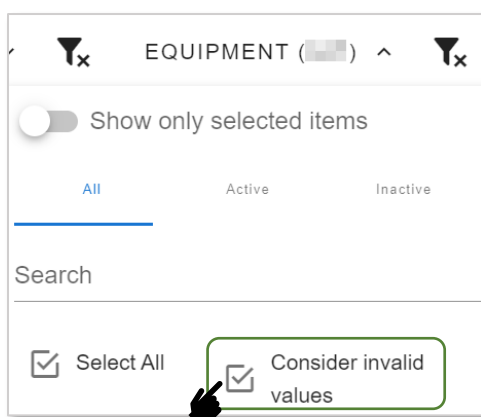 EQUIPMENT ( )
Show only selected items
All Active Inactive
Search
Select All
Consider invalid
values